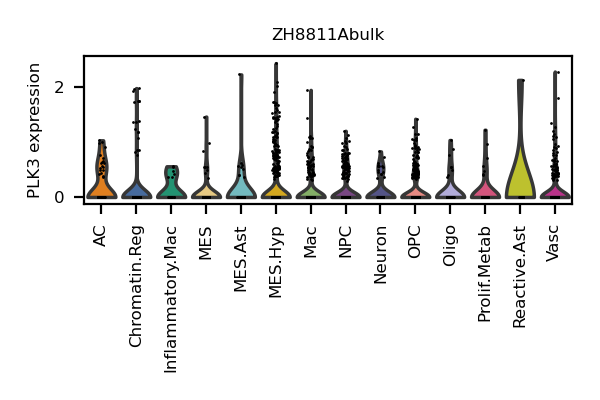 ZH8811Abulk
PLK3 expression
2
0
AC
Chromatin.Reg
Inflammatory.Mac
MES
MES.Ast
MES.Hyp
Mac
NPC
Neuron
OPC
Oligo
Prolif.Metab
Reactive.Ast
Vasc